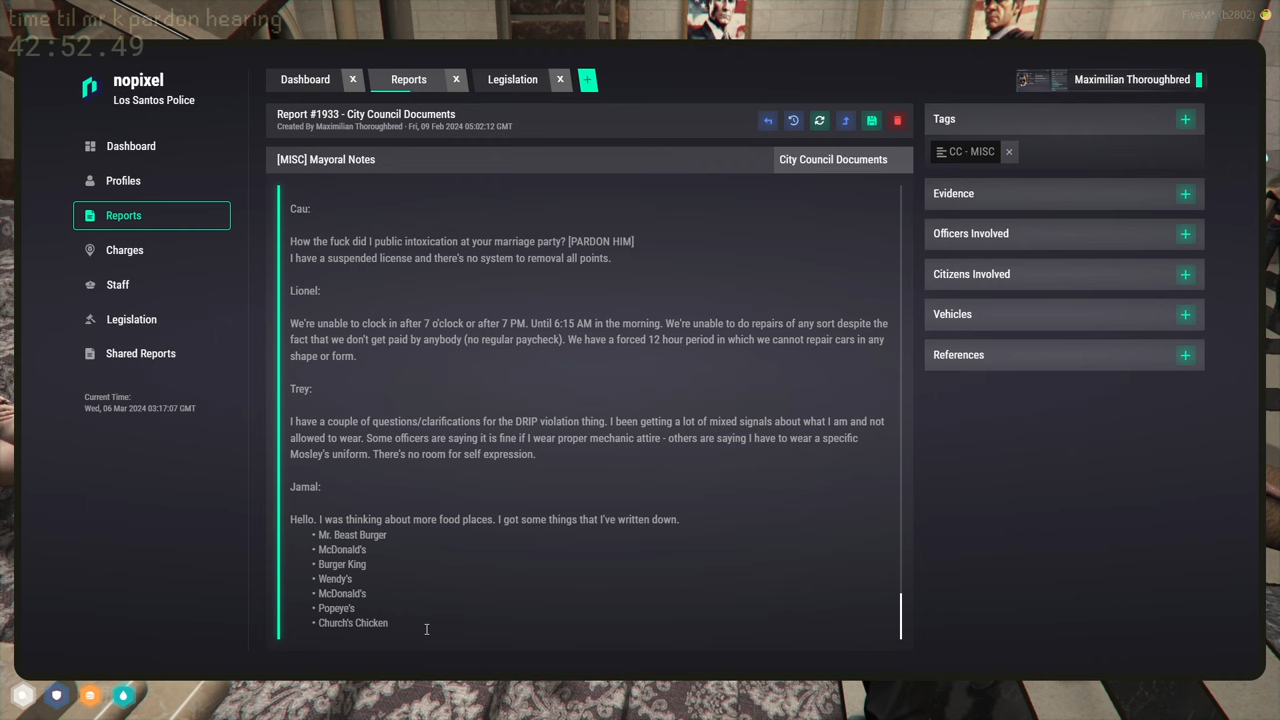 time til mr k pardon hearing
42:52.49
FiveM* (b2802)
nopixel
Los Santos Police
Dashboard x
Reports x
Legislation x
+
Maximilian Thoroughbred
Dashboard
Profiles
Reports
Charges
Staff
Legislation
Shared Reports
Current Time:
Wed, 06 Mar 2024 03:17:07 GMT
Report #1933 - City Council Documents
Created By Maximilian Thoroughbred · Fri, 09 Feb 2024 05:02:12 GMT
[MISC] Mayoral Notes
City Council Documents
Cau:
How the fuck did I public intoxication at your marriage party? [PARDON HIM]
I have a suspended license and there's no system to removal all points.
Lionel:
We're unable to clock in after 7 o'clock or after 7 PM. Until 6:15 AM in the morning. We're unable to do repairs of any sort despite the
fact that we don't get paid by anybody (no regular paycheck). We have a forced 12 hour period in which we cannot repair cars in any
shape or form.
Trey:
I have a couple of questions/clarifications for the DRIP violation thing. I been getting a lot of mixed signals about what I am and not
allowed to wear. Some officers are saying it is fine if I wear proper mechanic attire - others are saying I have to wear a specific
Mosley's uniform. There's no room for self expression.
Jamal:
Hello. I was thinking about more food places. I got some things that I've written down.
• Mr. Beast Burger
• McDonald's
• Burger King
• Wendy's
• McDonald's
• Popeye's
• Church's Chicken
Tags +
CC - MISC x
Evidence +
Officers Involved +
Citizens Involved +
Vehicles +
References +